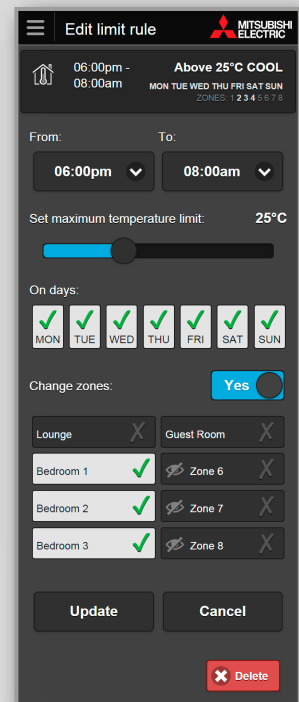 Edit limit rule
MITSUBISHI
ELECTRIC
06:00pm -
08:00am
Above 25°C COOL
MON TUE WED THU FRI SAT SUN
ZONES: 1 2 3 4 5 6 7 8
From:
To:
06:00pm
08:00am
Set maximum temperature limit:
25°C
On days:
MON TUE WED THU FRI SAT SUN
Change zones:
Yes
Lounge
Guest Room
Bedroom 1
Zone 6
Bedroom 2
Zone 7
Bedroom 3
Zone 8
Update
Cancel
Delete